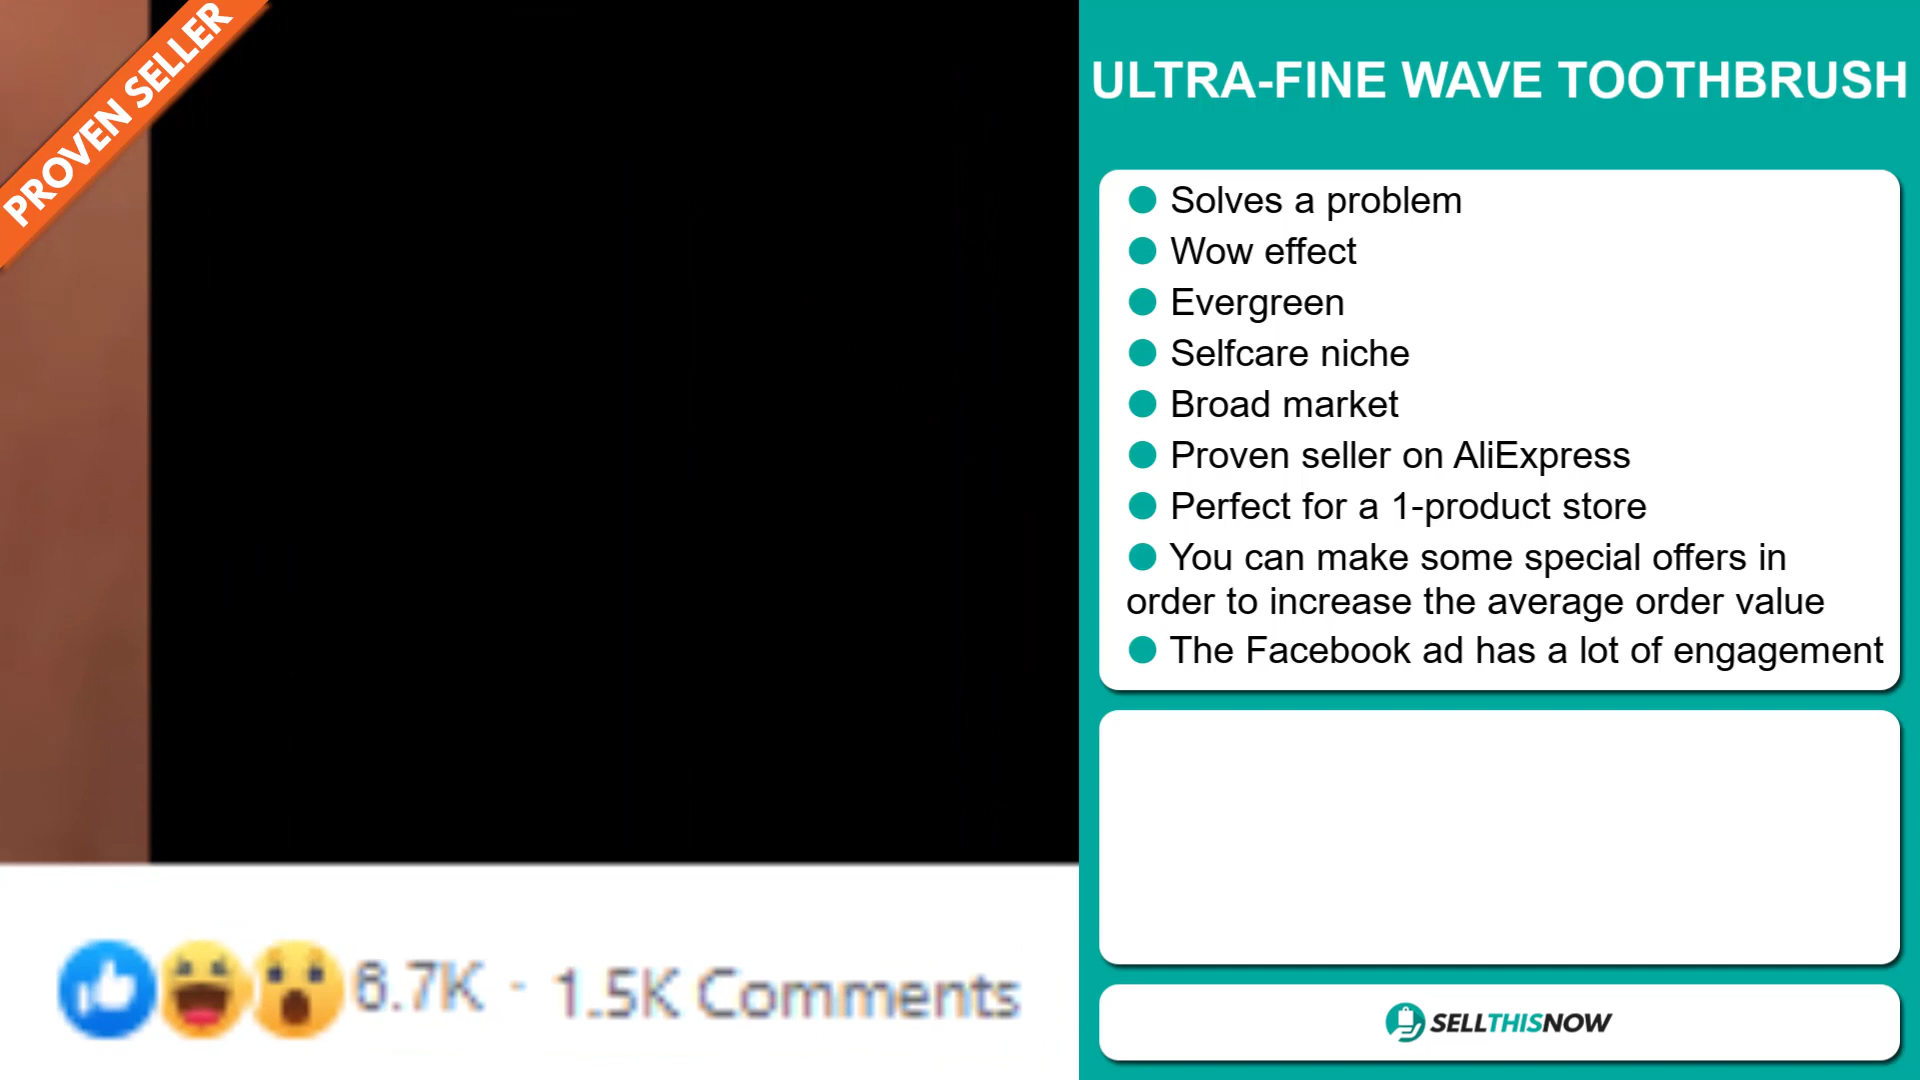 PROVEN SELLER
ULTRA-FINE WAVE TOOTHBRUSH
Solves a problem
Wow effect
Evergreen
Selfcare niche
Broad market
Proven seller on AliExpress
Perfect for a 1-product store
You can make some special offers in
order to increase the average order value
The Facebook ad has a lot of engagement
6.7K · 1.5K Comments
SELLTHISNOW